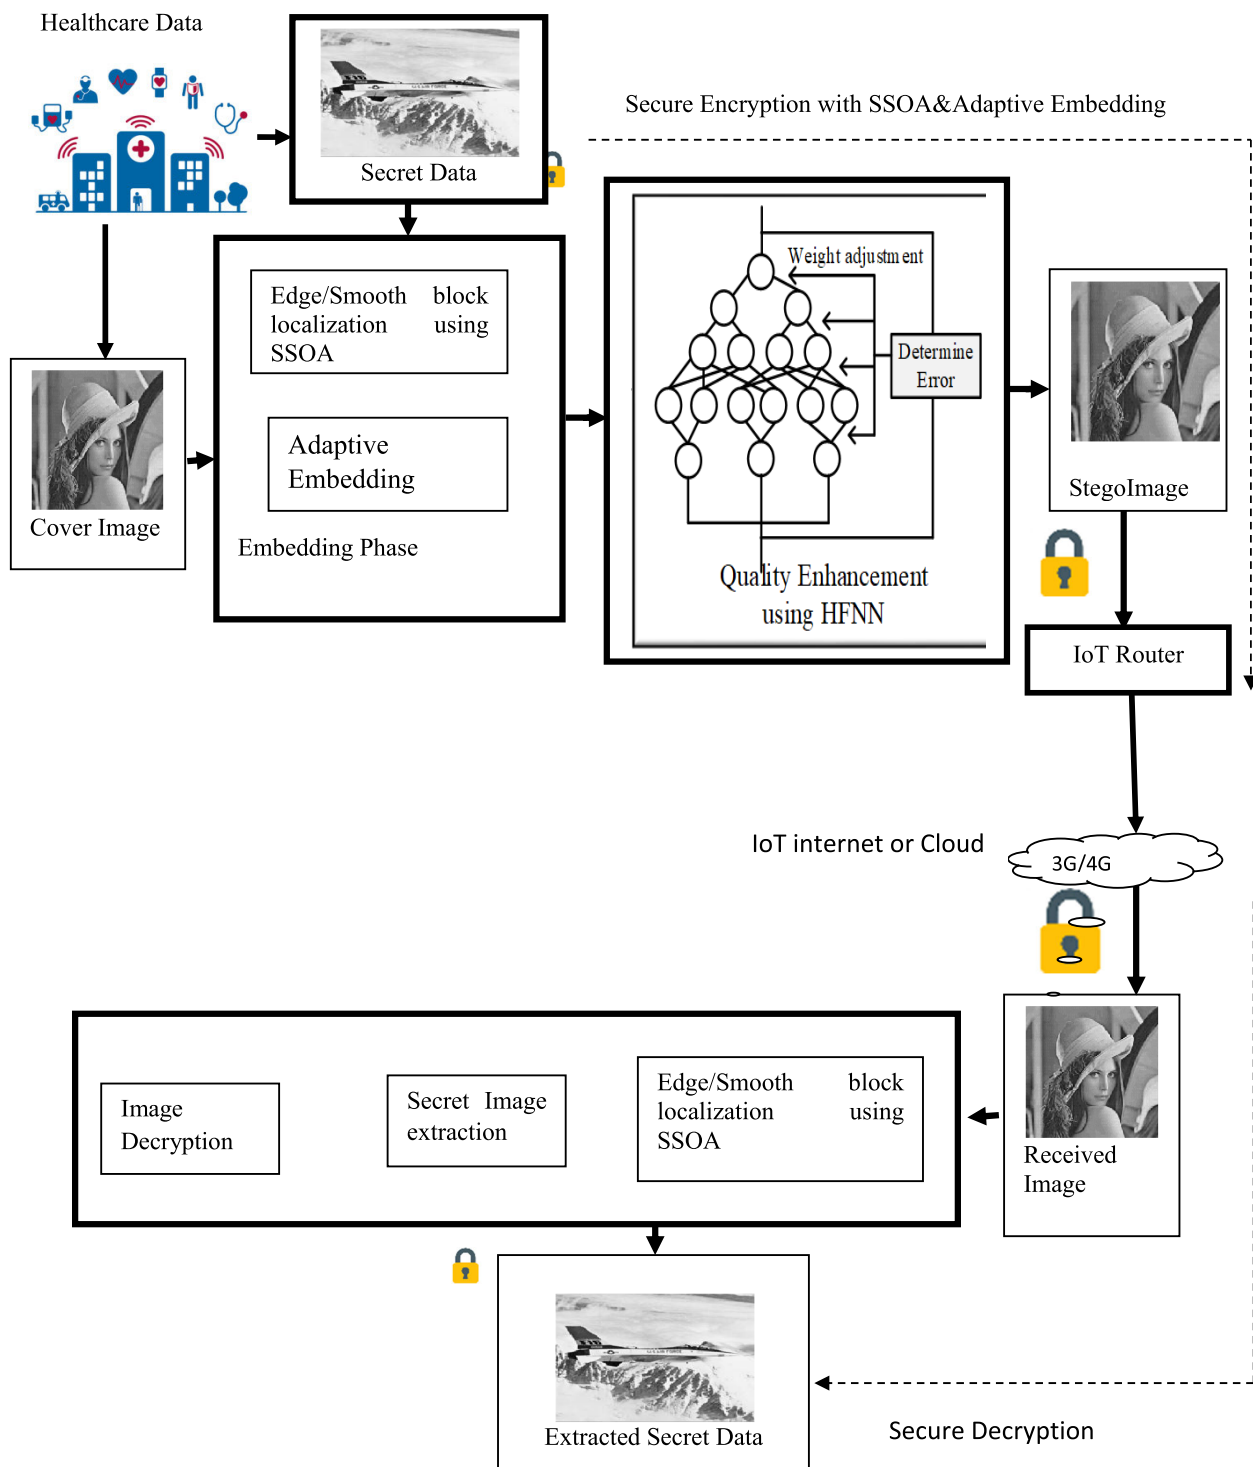 Healthcare Data
Secret Data
Secure Encryption with SSOA&Adaptive Embedding
Edge/Smooth block
localization using
SSOA
Adaptive
Embedding
Embedding Phase
Cover Image
Weight adjustment
Determine
Error
Quality Enhancement
using HFNN
StegoImage
IoT Router
IoT internet or Cloud
3G/4G
Received
Image
Edge/Smooth block
localization using
SSOA
Secret Image
extraction
Image
Decryption
Extracted Secret Data
Secure Decryption